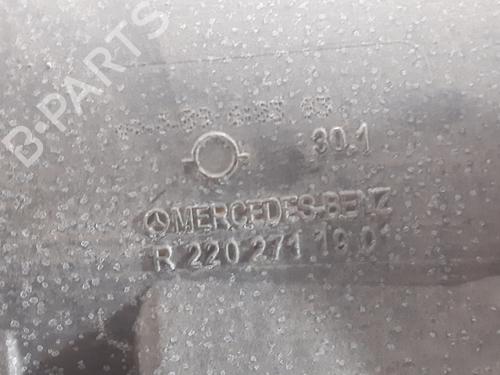 B-PARTS
30.1
MERCEDES-BENZ
R 220 271 19 01